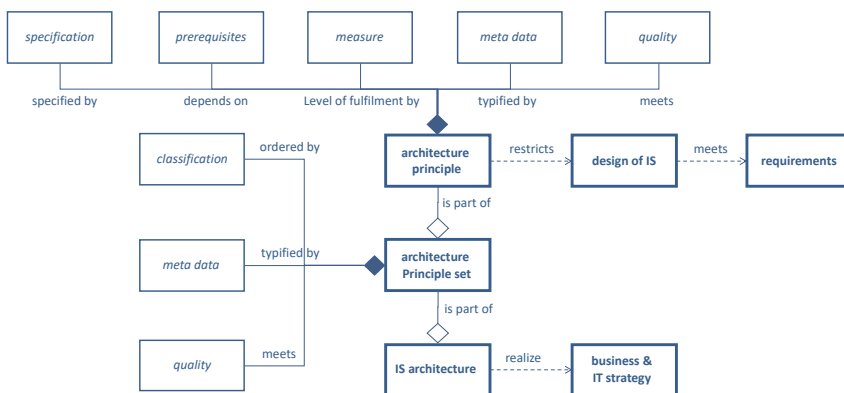 specification
prerequisites
measure
meta data
quality
specified by
depends on
Level of fulfilment by
typified by
meets
classification
ordered by
architecture
principle
restricts
design of IS
meets
requirements
is part of
meta data
typified by
architecture
Principle set
is part of
quality
meets
IS architecture
realize
business &
IT strategy